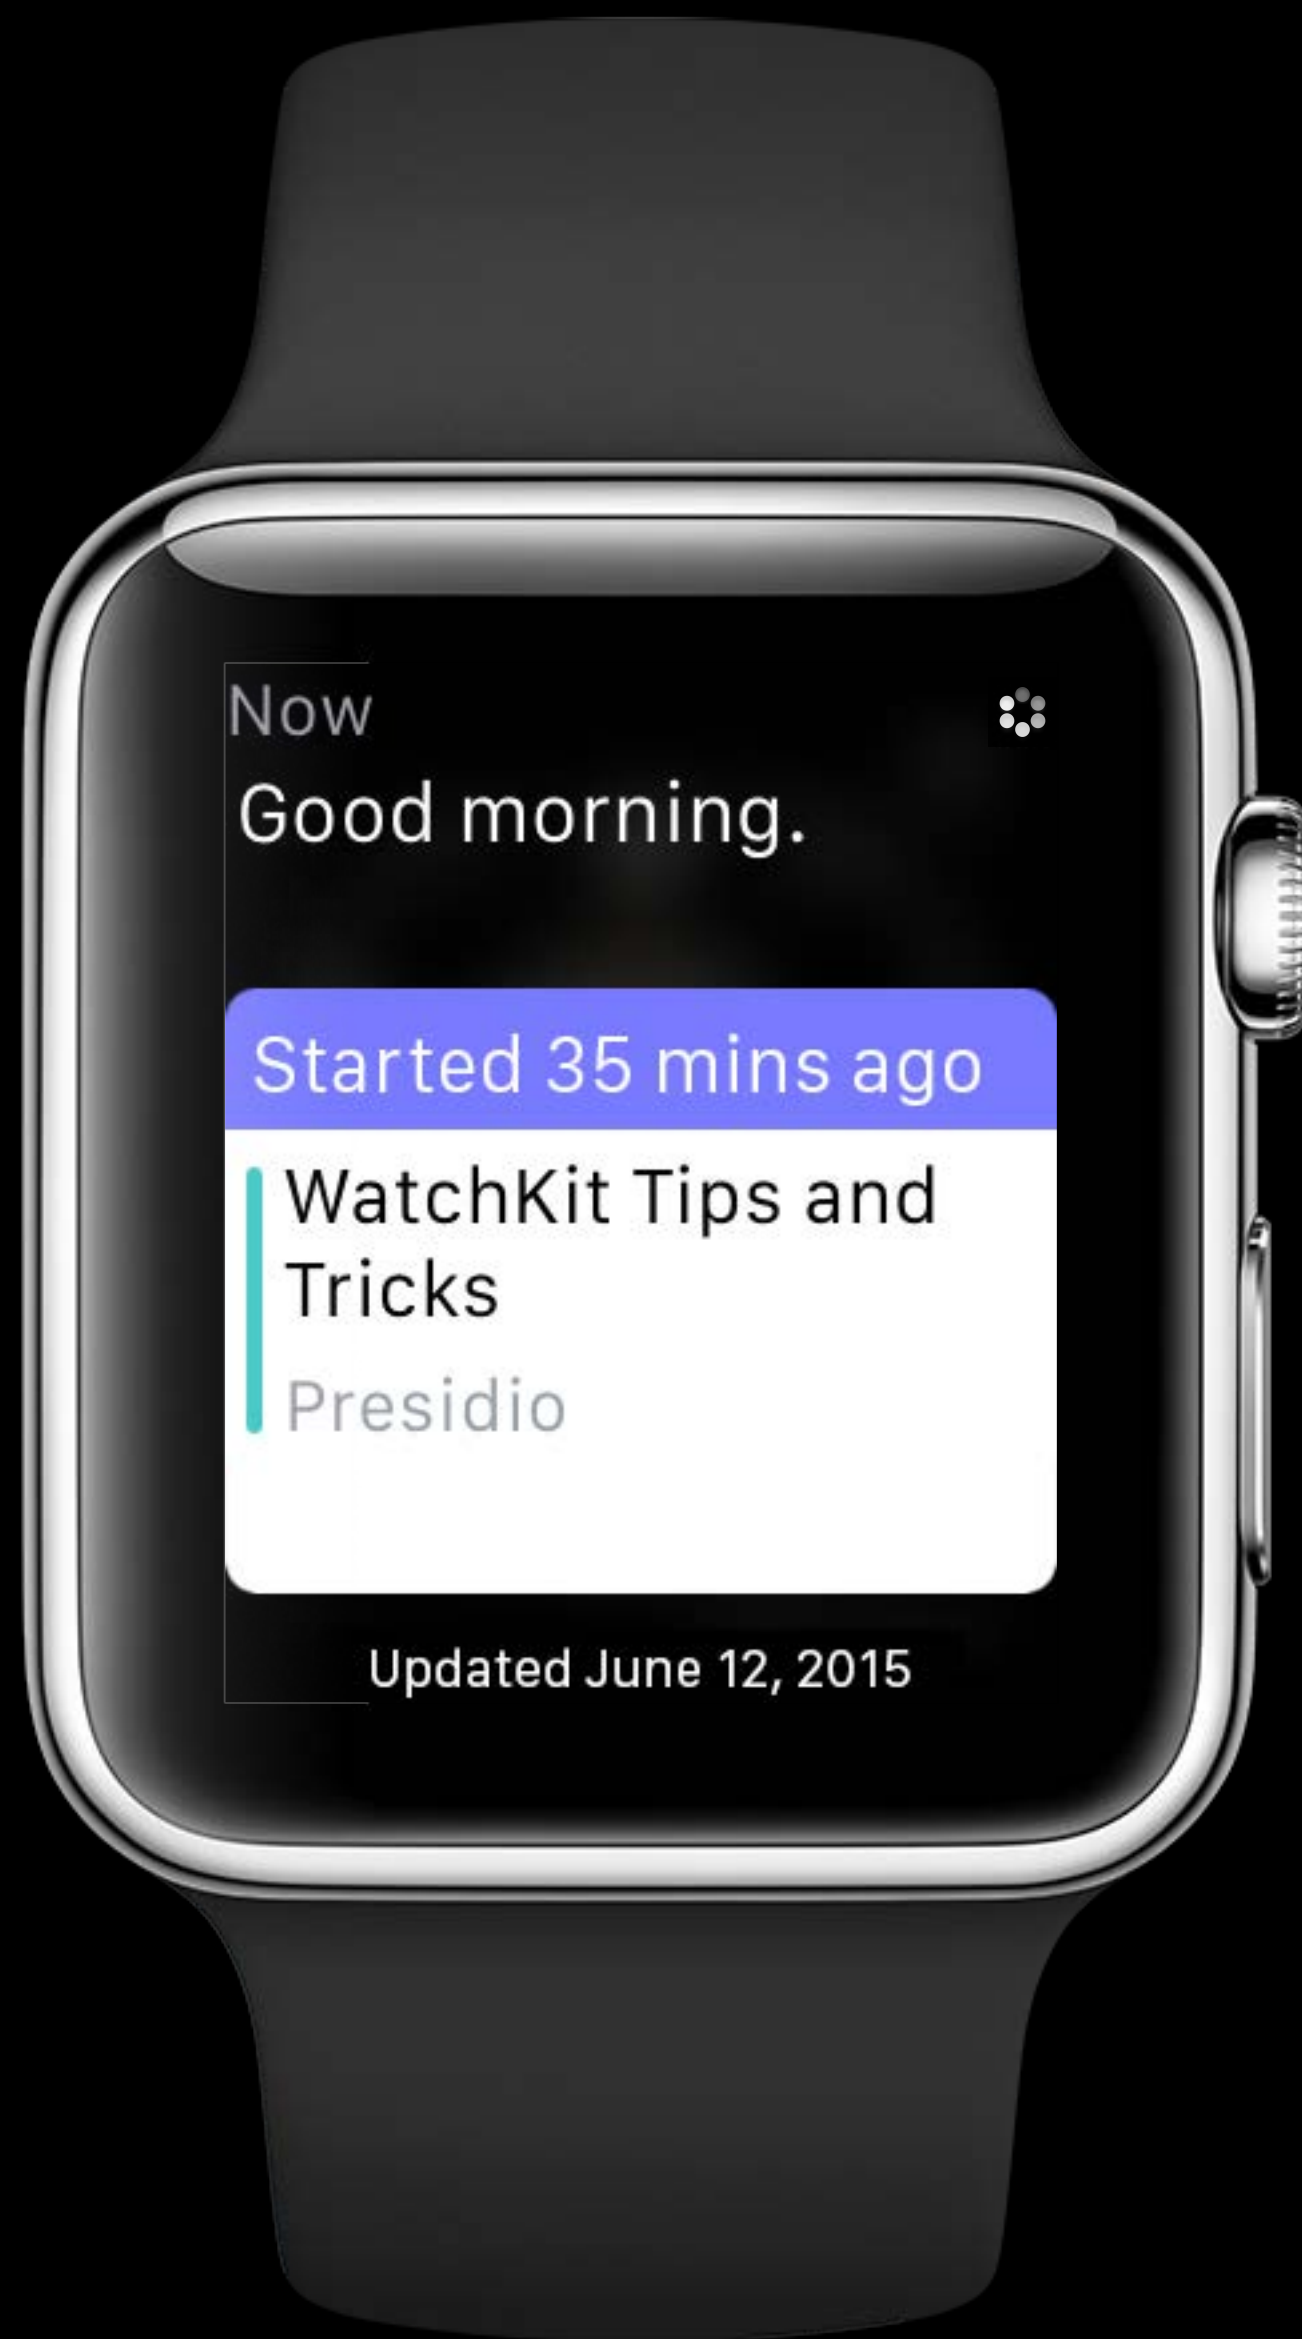 Now
Good morning.
Started 35 mins ago
WatchKit Tips and
Tricks
Presidio
Updated June 12, 2015